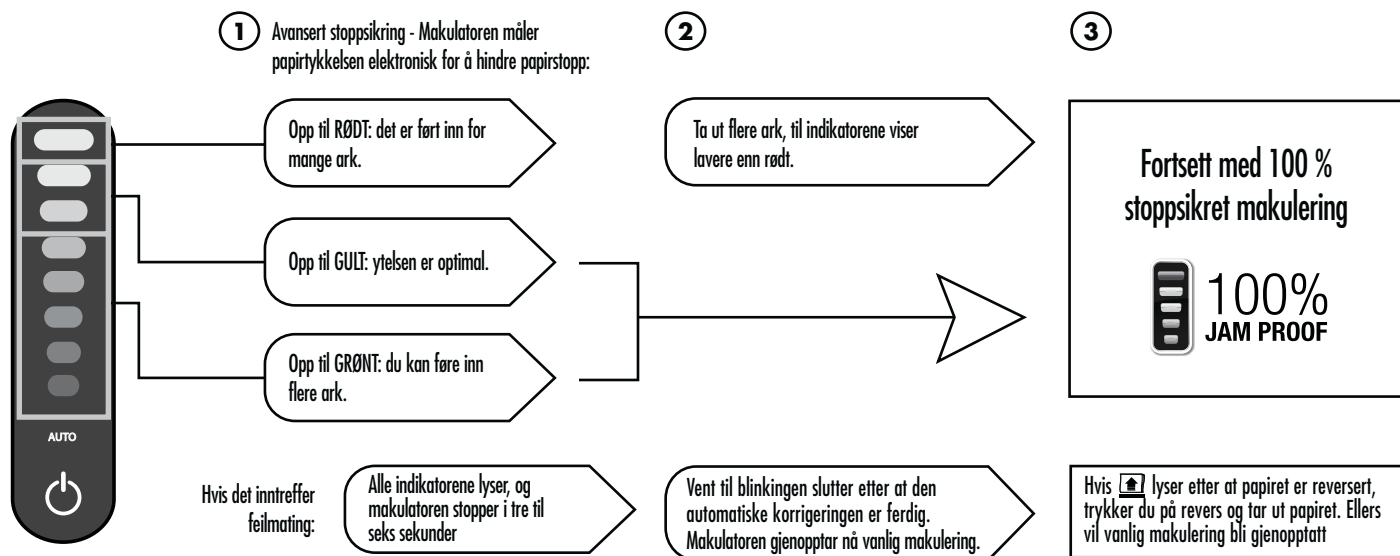 1
Avansert stoppsikring - Makulatoren måler
papirtykkelsen elektronisk for å hindre papirstopp:
Opp til RØDT: det er ført inn for
mange ark.
Opp til GULT: ytelsen er optimal.
Opp til GRØNT: du kan føre inn
flere ark.
2
Ta ut flere ark, til indikatorene viser
lavere enn rødt.
3
Fortsett med 100 %
stoppsikret makulering
100%
JAM PROOF
AUTO
Hvis det inntreffer
feilmating:
Alle indikatorene lyser, og
makulatoren stopper i tre til
seks sekunder
Vent til blinkingen slutter etter at den
automatiske korrigeringen er ferdig.
Makulatoren gjenopptar nå vanlig makulering.
Hvis lyser etter at papiret er reversert,
trykker du på revers og tar ut papiret. Ellers
vil vanlig makulering bli gjenopptatt